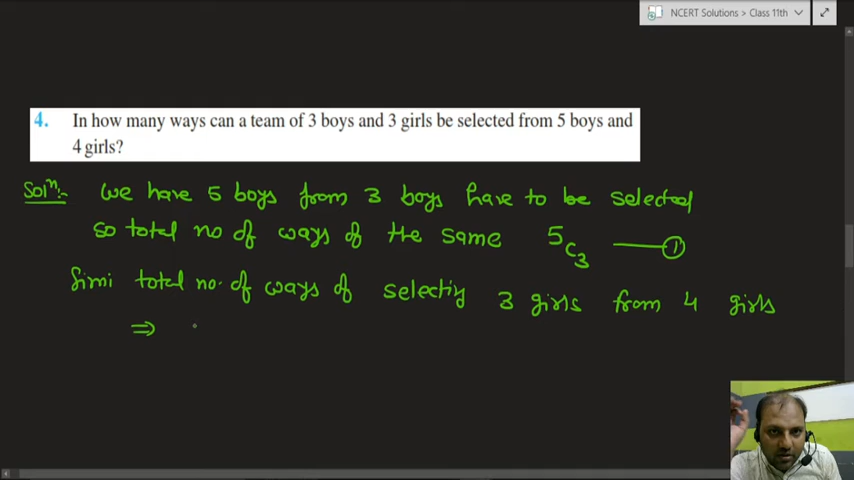 NCERT Solutions > Class 11th
4. In how many ways can a team of 3 boys and 3 girls be selected from 5 boys and
4 girls?
Solⁿ:- We have 5 boys from 3 boys have to be selected
so total no of ways of the same 5C₃ —— ①
Simi total no. of ways of selecting 3 girls from 4 girls
⇒